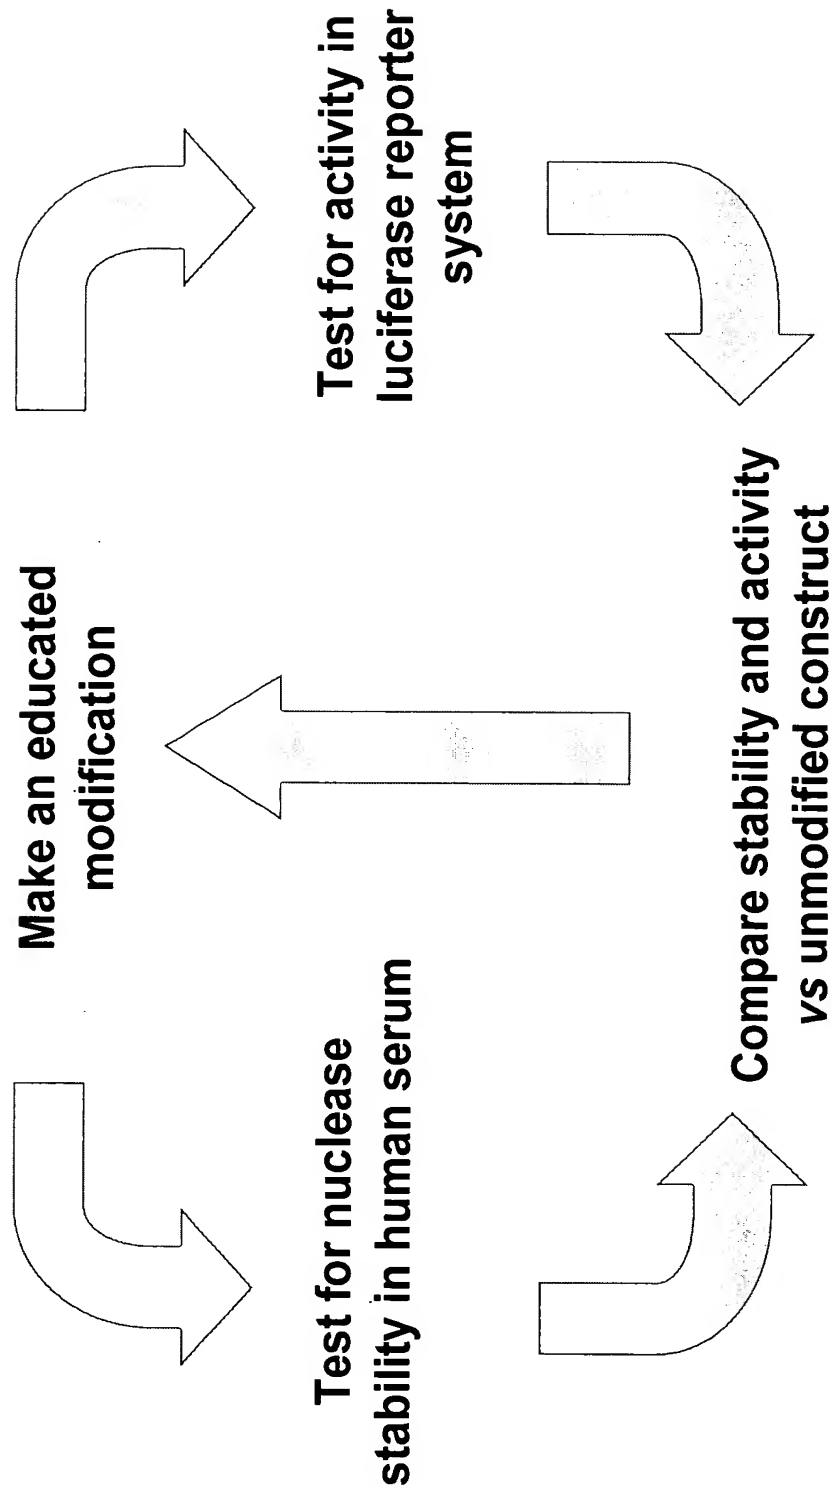 Make an educated
modification
Test for nuclease
stability in human serum
Test for activity in
luciferase reporter
system
Compare stability and activity
vs unmodified construct